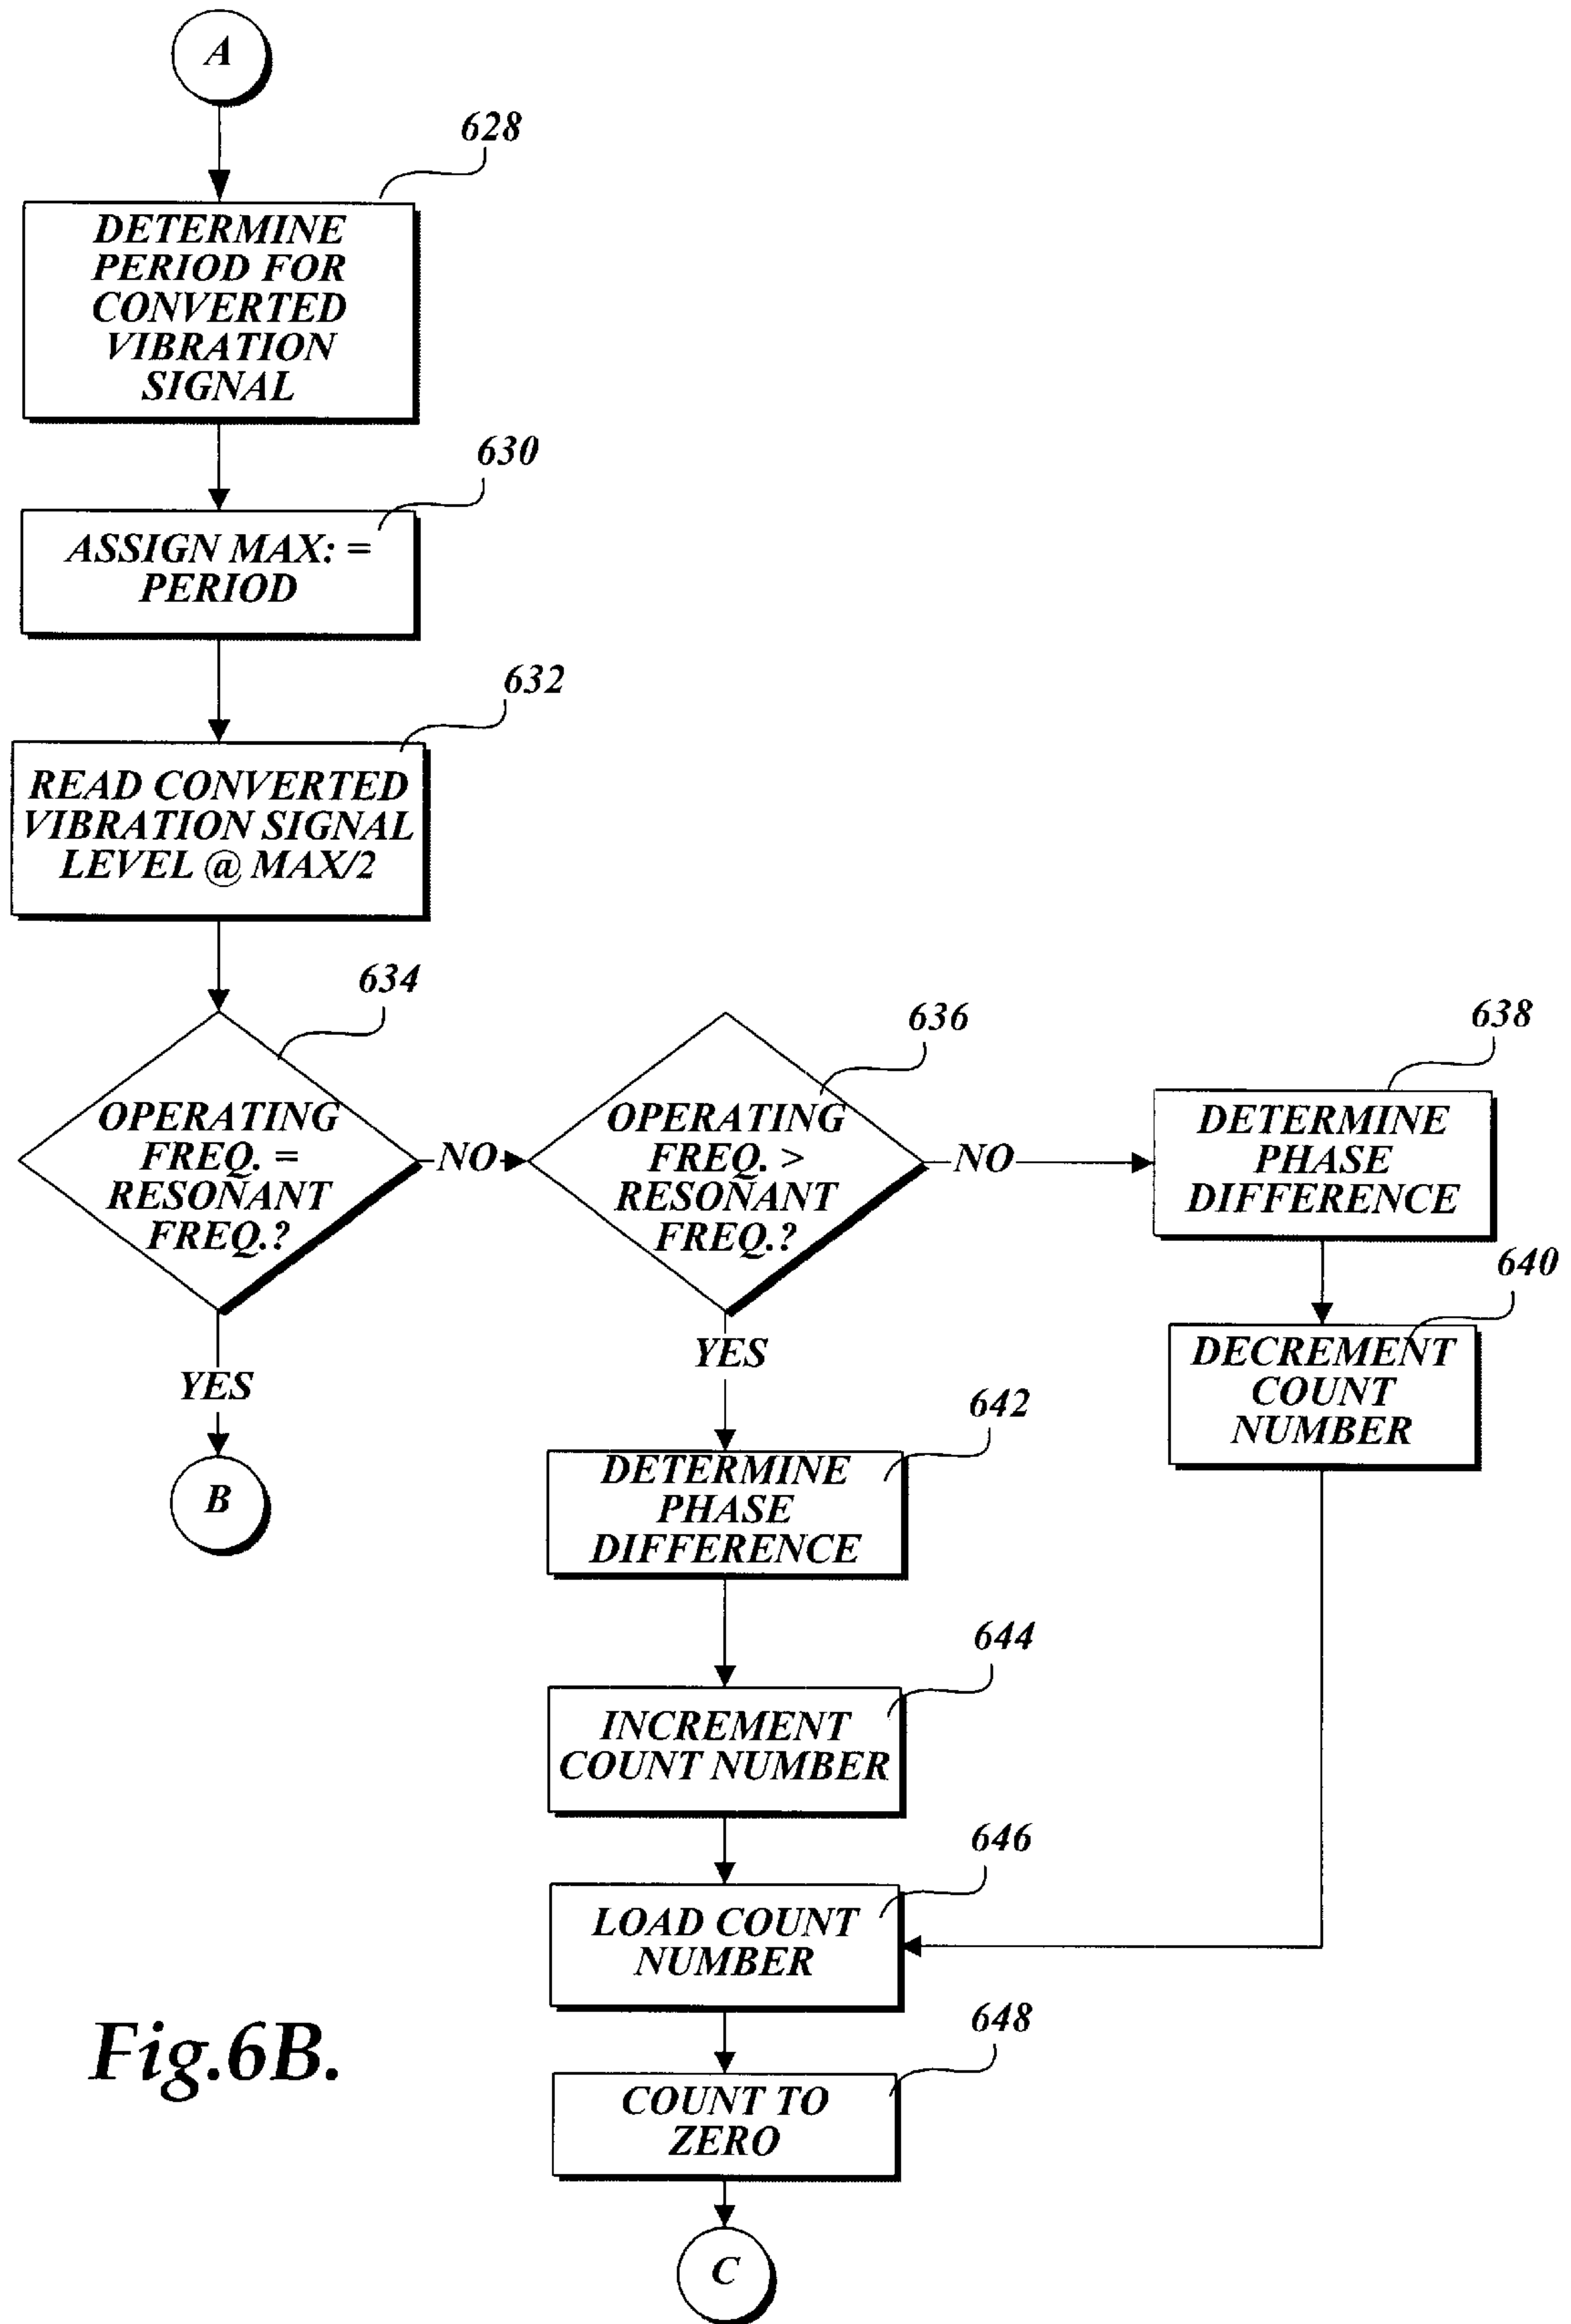 A
628
DETERMINE
PERIOD FOR
CONVERTED
VIBRATION
SIGNAL
630
ASSIGN MAX: =
PERIOD
632
READ CONVERTED
VIBRATION SIGNAL
LEVEL @ MAX/2
634
OPERATING
FREQ. =
RESONANT
FREQ.?
NO
YES
B
636
OPERATING
FREQ. >
RESONANT
FREQ.?
NO
YES
638
DETERMINE
PHASE
DIFFERENCE
640
DECREMENT
COUNT
NUMBER
642
DETERMINE
PHASE
DIFFERENCE
644
INCREMENT
COUNT NUMBER
646
LOAD COUNT
NUMBER
648
COUNT TO
ZERO
C
Fig.6B.